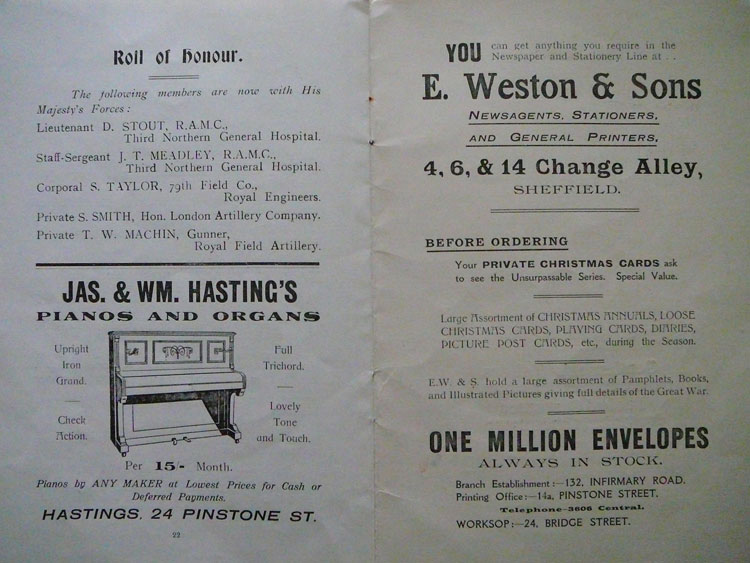 Roll of Honour.
The following members are now with His
Majesty's Forces:
Lieutenant D. STOUT, R.A.M.C.,
Third Northern General Hospital.
Staff-Sergeant J. T. MEADLEY, R.A.M.C.,
Third Northern General Hospital.
Corporal S. TAYLOR, 79th Field Co.,
Royal Engineers.
Private S. SMITH, Hon. London Artillery Company.
Private T. W. MACHIN, Gunner,
Royal Field Artillery.
JAS. & WM. HASTING'S
PIANOS AND ORGANS
Upright
Iron
Grand.
Check
Action.
Full
Trichord.
Lovely
Tone
and Touch.
Per 15/- Month.
Pianos by ANY MAKER at Lowest Prices for Cash or
Deferred Payments.
HASTINGS, 24 PINSTONE ST.
22
YOU can get anything you require in the
Newspaper and Stationery Line at . .
E. Weston & Sons
NEWSAGENTS, STATIONERS,
AND GENERAL PRINTERS,
4, 6, & 14 Change Alley,
SHEFFIELD.
BEFORE ORDERING
Your PRIVATE CHRISTMAS CARDS ask
to see the Unsurpassable Series. Special Value.
Large Assortment of CHRISTMAS ANNUALS, LOOSE
CHRISTMAS CARDS, PLAYING CARDS, DIARIES,
PICTURE POST CARDS, etc., during the Season.
E.W. & S. hold a large assortment of Pamphlets, Books,
and Illustrated Pictures giving full details of the Great War.
ONE MILLION ENVELOPES
ALWAYS IN STOCK.
Branch Establishment:—132, INFIRMARY ROAD.
Printing Office:—14a, PINSTONE STREET.
Telephone—3606 Central.
WORKSOP:—24, BRIDGE STREET.